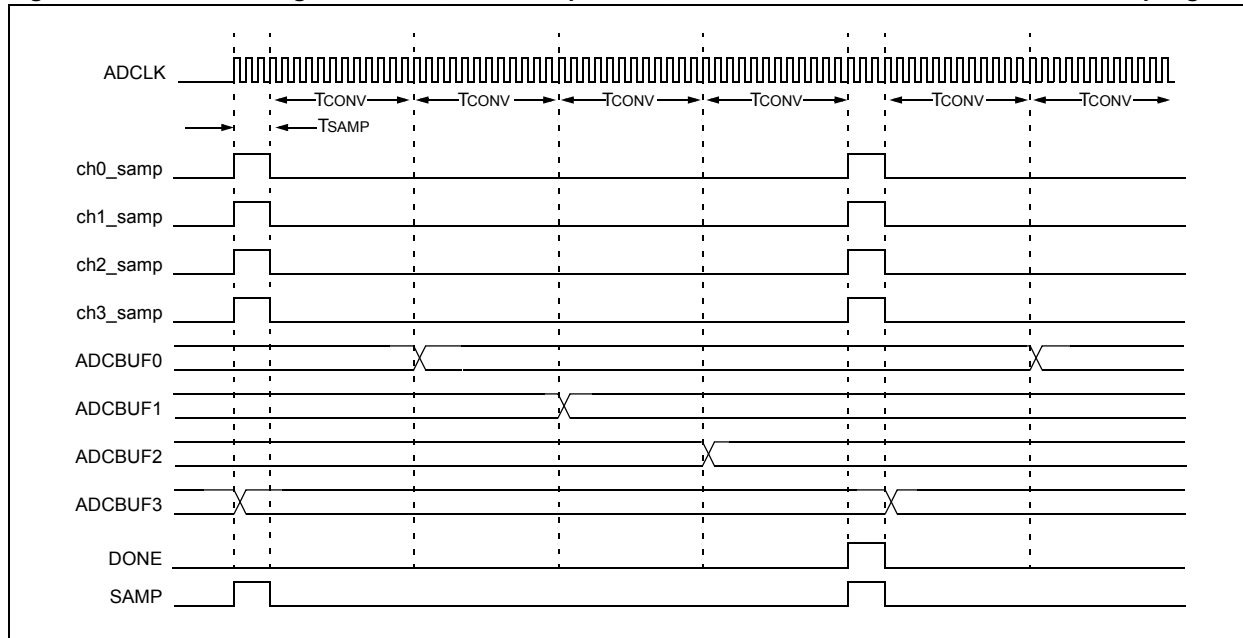 ADCLK
TCONV TCONV TCONV TCONV TCONV TCONV
TSAMP
ch0_samp
ch1_samp
ch2_samp
ch3_samp
ADCBUF0
ADCBUF1
ADCBUF2
ADCBUF3
DONE
SAMP